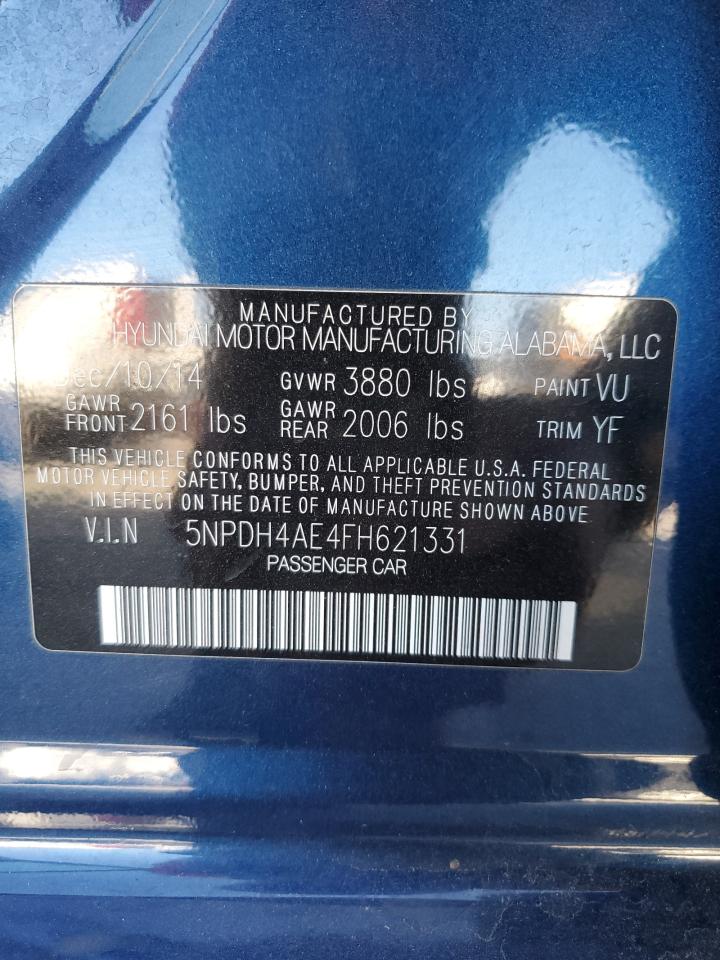 MANUFACTURED BY
HYUNDAI MOTOR MANUFACTURING ALABAMA, LLC
Dec/10/14 GVWR 3880 lbs PAINT VU
GAWR FRONT 2161 lbs GAWR REAR 2006 lbs TRIM YF
THIS VEHICLE CONFORMS TO ALL APPLICABLE U.S.A. FEDERAL
MOTOR VEHICLE SAFETY, BUMPER, AND THEFT PREVENTION STANDARDS
IN EFFECT ON THE DATE OF MANUFACTURE SHOWN ABOVE
V.I.N 5NPDH4AE4FH621331
PASSENGER CAR